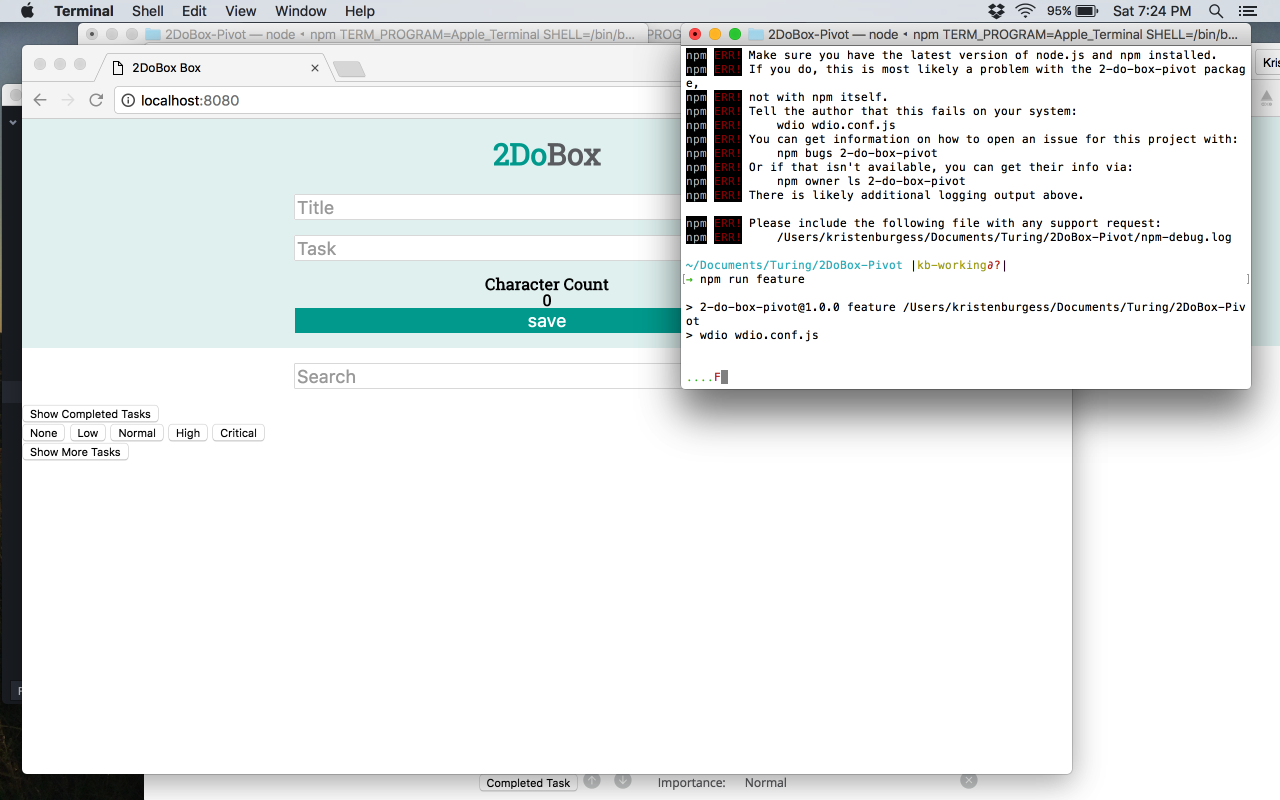 Terminal Shell Edit View Window Help 95% Sat 7:24 PM
2DoBox-Pivot — node ◂ npm TERM_PROGRAM=Apple_Terminal SHELL=/bin/b...
2DoBox-Pivot — node ◂ npm TERM_PROGRAM=Apple_Terminal SHELL=/bin/b...
2DoBox Box
localhost:8080
2DoBox
Title
Task
Character Count
0
save
Search
Show Completed Tasks
None Low Normal High Critical
Show More Tasks
npm ERR! Make sure you have the latest version of node.js and npm installed.
npm ERR! If you do, this is most likely a problem with the 2-do-box-pivot packag
e,
npm ERR! not with npm itself.
npm ERR! Tell the author that this fails on your system:
npm ERR!     wdio wdio.conf.js
npm ERR! You can get information on how to open an issue for this project with:
npm ERR!     npm bugs 2-do-box-pivot
npm ERR! Or if that isn't available, you can get their info via:
npm ERR!     npm owner ls 2-do-box-pivot
npm ERR! There is likely additional logging output above.
npm ERR! Please include the following file with any support request:
npm ERR!     /Users/kristenburgess/Documents/Turing/2DoBox-Pivot/npm-debug.log
~/Documents/Turing/2DoBox-Pivot |kb-working∂?|
[→ npm run feature ]
> 2-do-box-pivot@1.0.0 feature /Users/kristenburgess/Documents/Turing/2DoBox-Piv
ot
> wdio wdio.conf.js
....F
Kris
Completed Task Importance: Normal